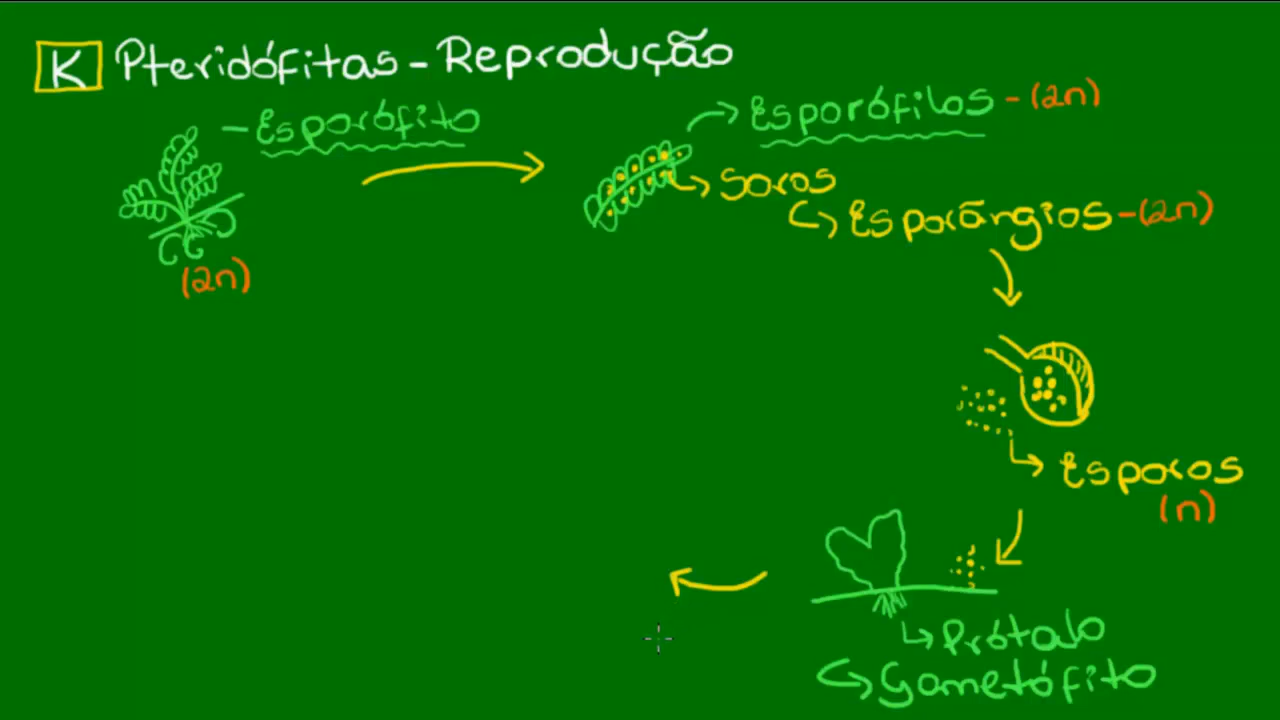 K Pteridófitas - Reprodução
- Esporófito
(2n)
Esporófilos - (2n)
Soros
Esporângios - (2n)
Esporos
(n)
Prótalo
Gametófito